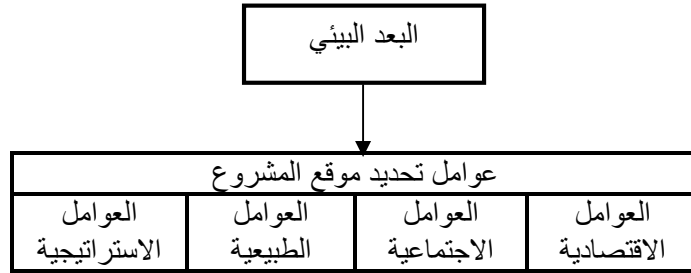 البعد البيئي
عوامل تحديد موقع المشروع
العوامل الاقتصادية
العوامل الاجتماعية
العوامل الطبيعية
العوامل الاستراتيجية